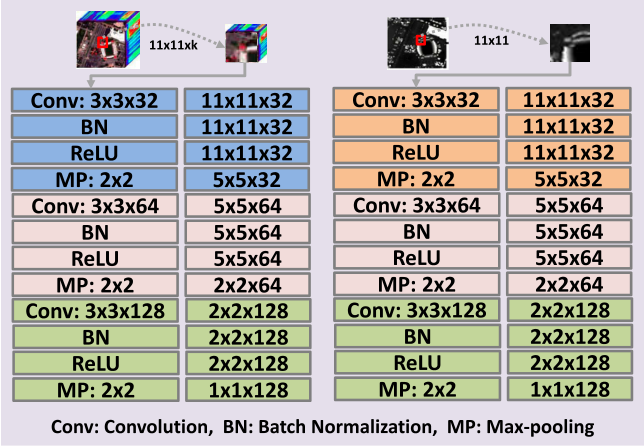 11x11xk
11x11
Conv: 3x3x32 11x11x32
BN 11x11x32
ReLU 11x11x32
MP: 2x2 5x5x32
Conv: 3x3x64 5x5x64
BN 5x5x64
ReLU 5x5x64
MP: 2x2 2x2x64
Conv: 3x3x128 2x2x128
BN 2x2x128
ReLU 2x2x128
MP: 2x2 1x1x128
Conv: 3x3x32 11x11x32
BN 11x11x32
ReLU 11x11x32
MP: 2x2 5x5x32
Conv: 3x3x64 5x5x64
BN 5x5x64
ReLU 5x5x64
MP: 2x2 2x2x64
Conv: 3x3x128 2x2x128
BN 2x2x128
ReLU 2x2x128
MP: 2x2 1x1x128
Conv: Convolution, BN: Batch Normalization, MP: Max-pooling